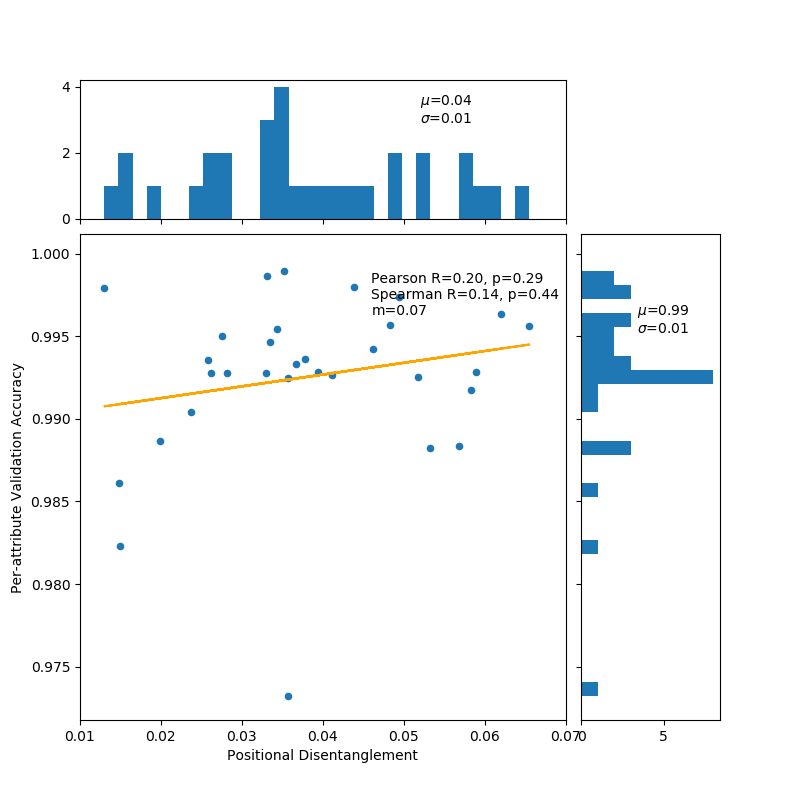 4
2
0
μ=0.04
σ=0.01
1.000
0.995
0.990
0.985
0.980
0.975
Per-attribute Validation Accuracy
Pearson R=0.20, p=0.29
Spearman R=0.14, p=0.44
m=0.07
0.01 0.02 0.03 0.04 0.05 0.06 0.07
Positional Disentanglement
μ=0.99
σ=0.01
0 5